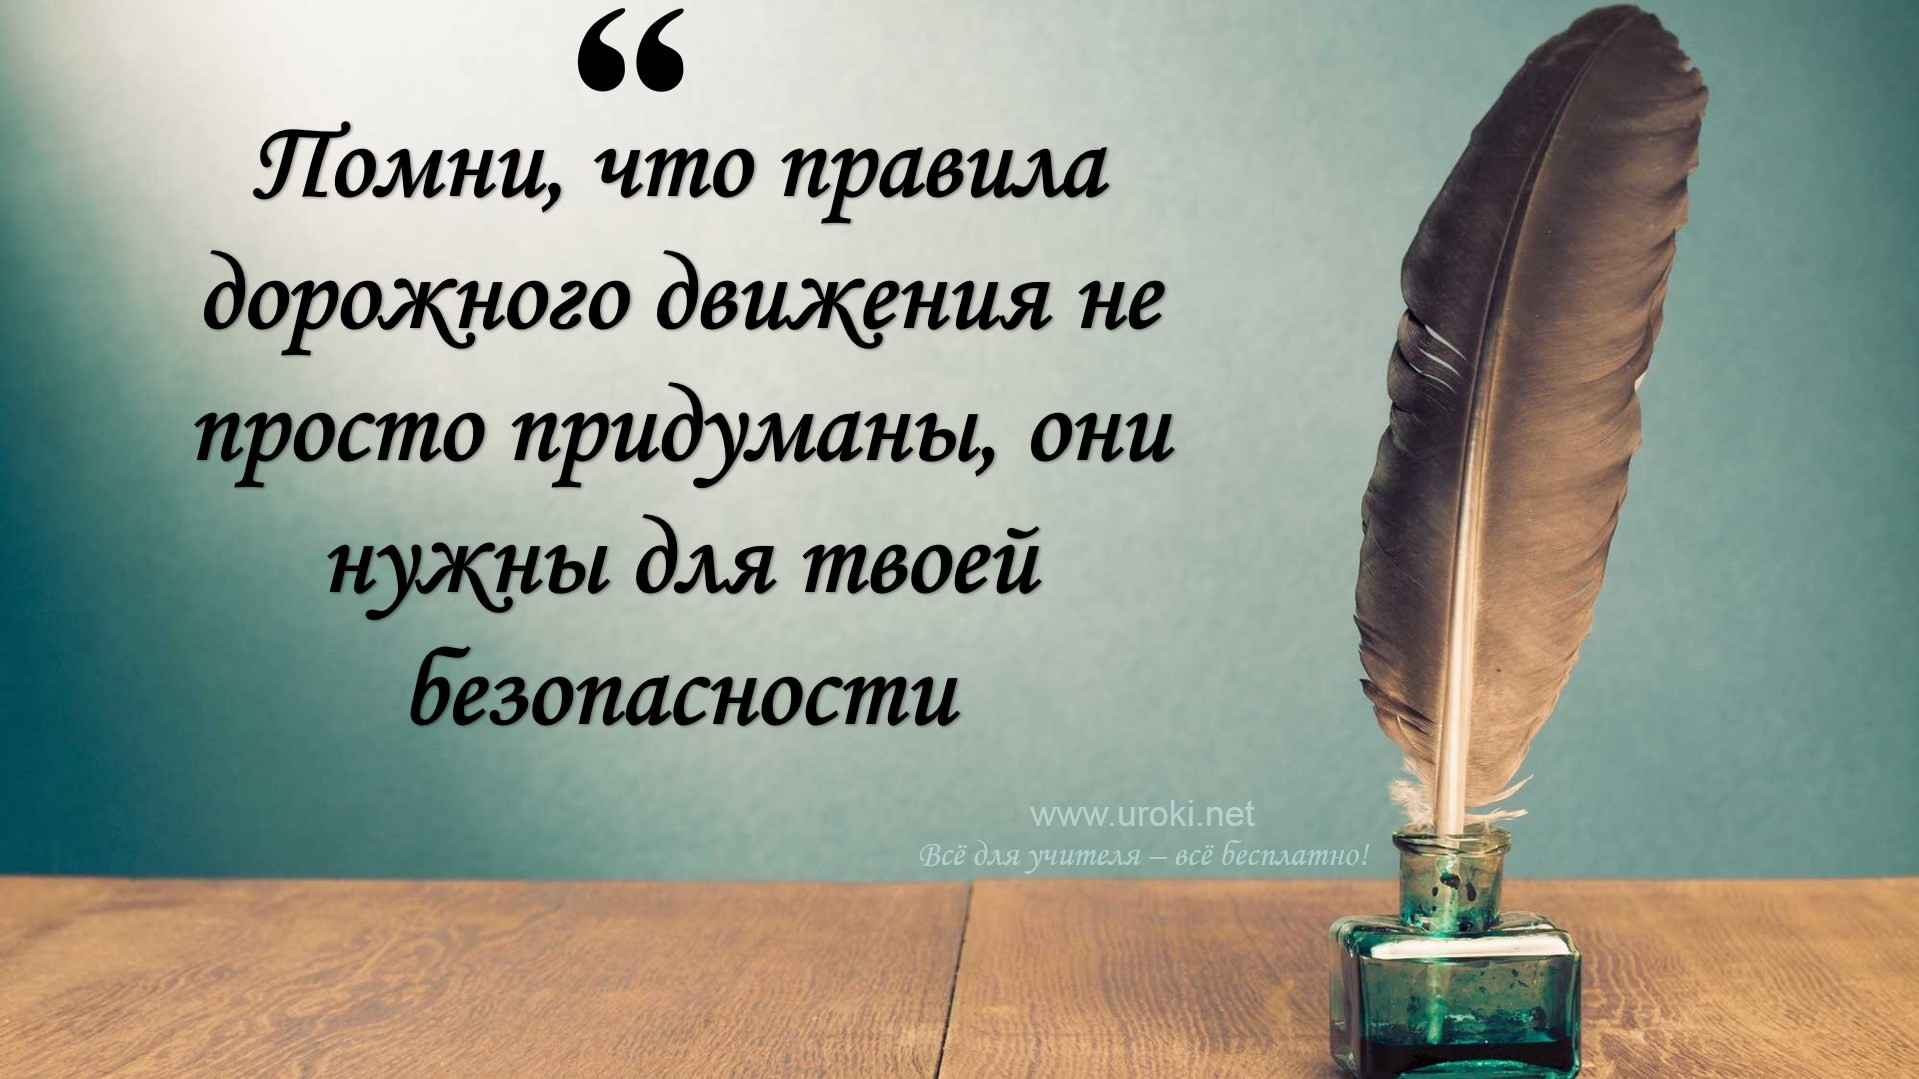 “
Помни, что правила
дорожного движения не
просто придуманы, они
нужны для твоей
безопасности
www.uroki.net
Всё для учителя – всё бесплатно!